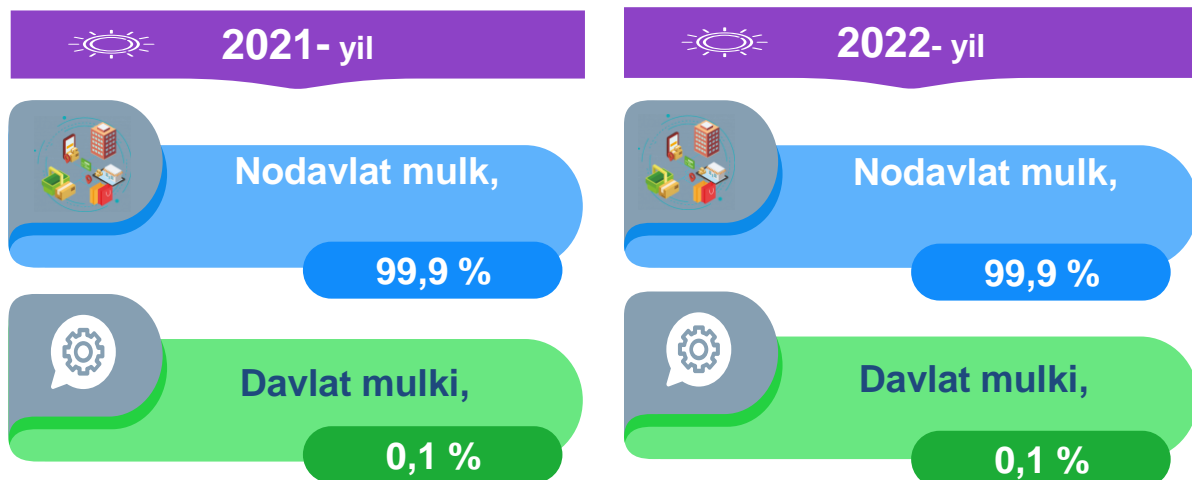 2021- yil
Nodavlat mulk,
99,9 %
Davlat mulki,
0,1 %
2022- yil
Nodavlat mulk,
99,9 %
Davlat mulki,
0,1 %